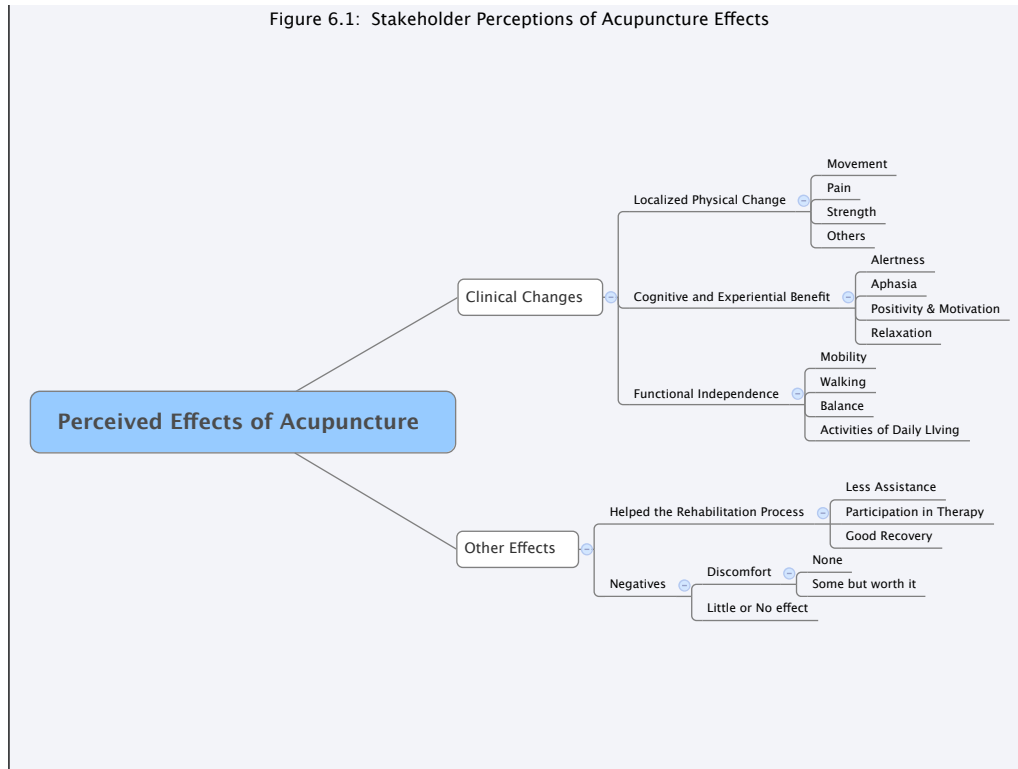 Figure 6.1:  Stakeholder Perceptions of Acupuncture Effects
Perceived Effects of Acupuncture
Clinical Changes
Localized Physical Change
Movement
Pain
Strength
Others
Cognitive and Experiential Benefit
Alertness
Aphasia
Positivity & Motivation
Relaxation
Functional Independence
Mobility
Walking
Balance
Activities of Daily LIving
Other Effects
Helped the Rehabilitation Process
Less Assistance
Participation in Therapy
Good Recovery
Negatives
Discomfort
None
Some but worth it
Little or No effect